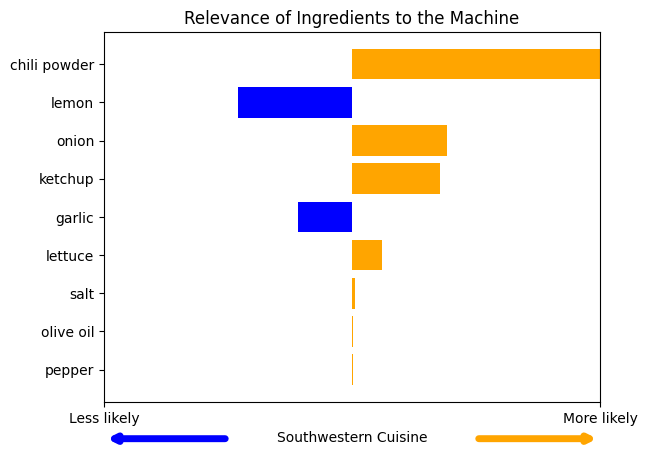 Relevance of Ingredients to the Machine
chili powder
lemon
onion
ketchup
garlic
lettuce
salt
olive oil
pepper
Less likely
More likely
Southwestern Cuisine